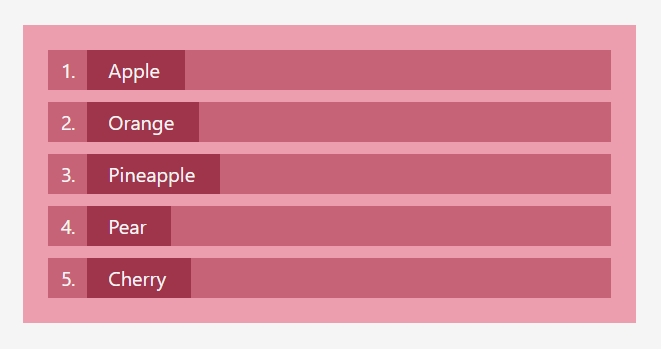 1. Apple
2. Orange
3. Pineapple
4. Pear
5. Cherry